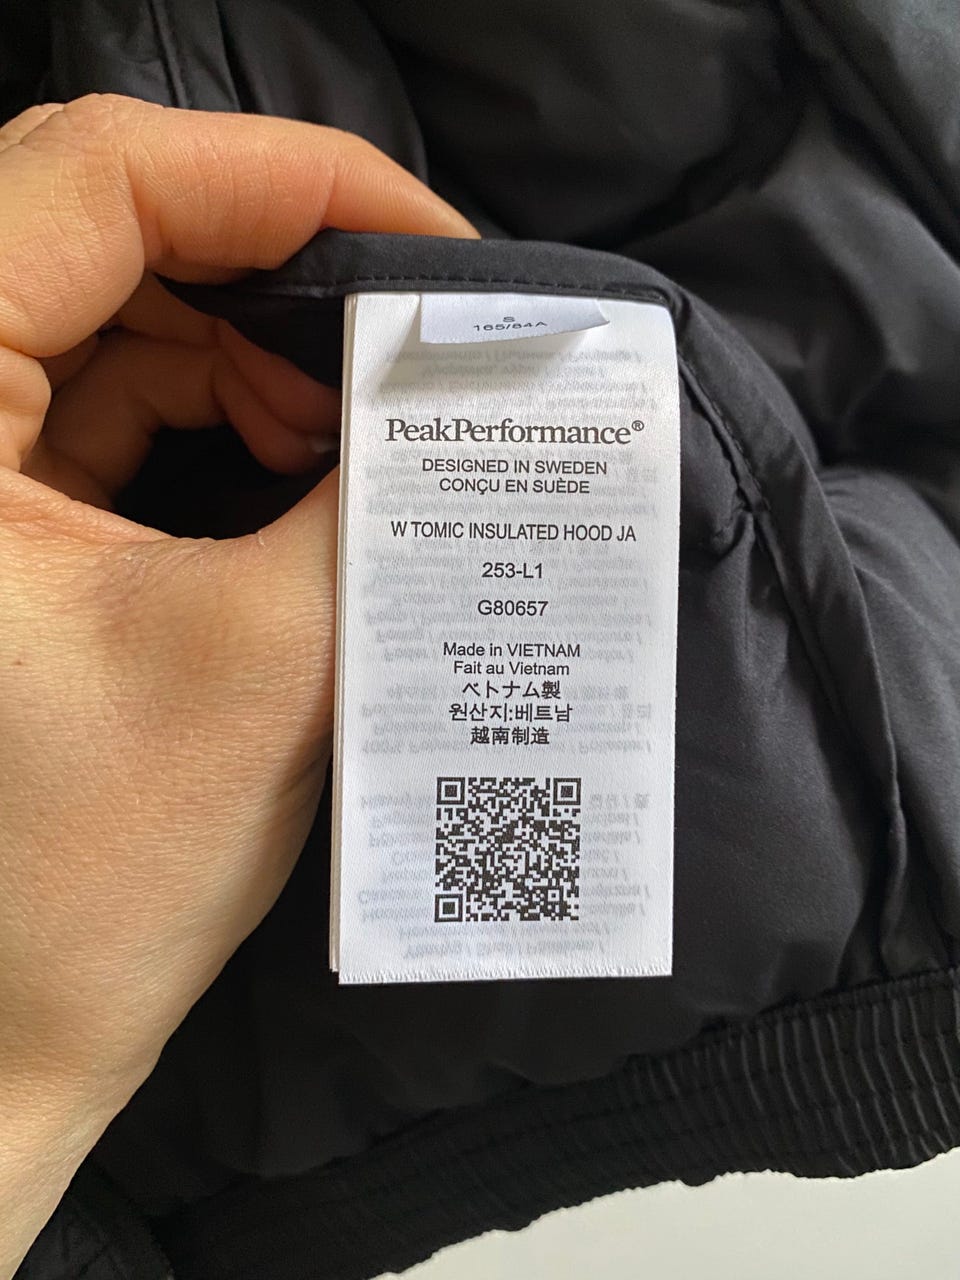 S
165/84A
PeakPerformance®
DESIGNED IN SWEDEN
CONÇU EN SUÈDE
W TOMIC INSULATED HOOD JA
253-L1
G80657
Made in VIETNAM
Fait au Vietnam
ベトナム製
원산지:베트남
越南制造